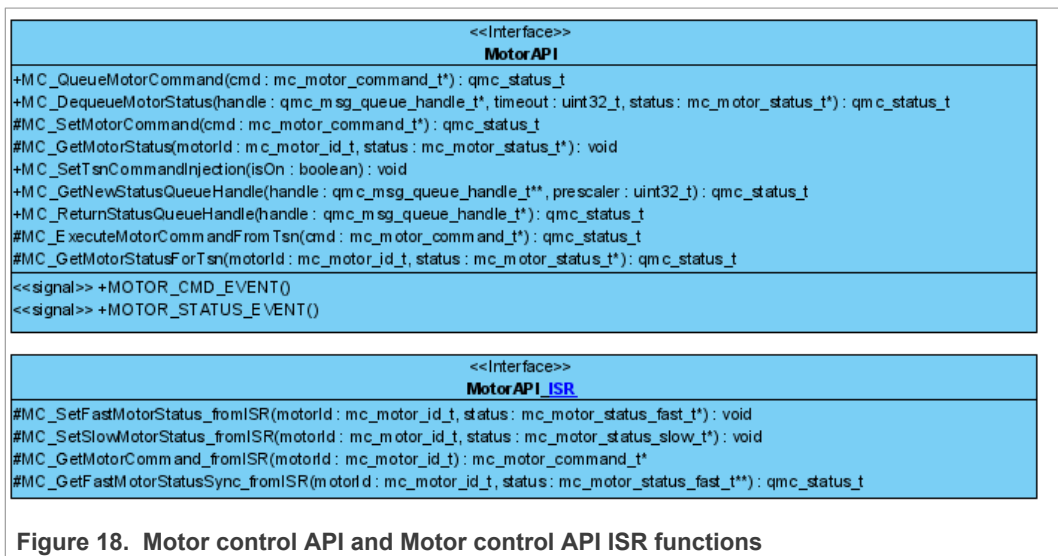 <<Interface>>
MotorAPI
+MC_QueueMotorCommand(cmd : mc_motor_command_t*) : qmc_status_t
+MC_DequeueMotorStatus(handle : qmc_msg_queue_handle_t*, timeout : uint32_t, status : mc_motor_status_t*) : qmc_status_t
#MC_SetMotorCommand(cmd : mc_motor_command_t*) : qmc_status_t
#MC_GetMotorStatus(motorId : mc_motor_id_t, status : mc_motor_status_t*) : void
+MC_SetTsnCommandInjection(isOn : boolean) : void
+MC_GetNewStatusQueueHandle(handle : qmc_msg_queue_handle_t**, prescaler : uint32_t) : qmc_status_t
+MC_ReturnStatusQueueHandle(handle : qmc_msg_queue_handle_t*) : qmc_status_t
#MC_ExecuteMotorCommandFromTsn(cmd : mc_motor_command_t*) : qmc_status_t
#MC_GetMotorStatusForTsn(motorId : mc_motor_id_t, status : mc_motor_status_t*) : qmc_status_t
<<signal>> +MOTOR_CMD_EVENT()
<<signal>> +MOTOR_STATUS_EVENT()
<<Interface>>
MotorAPI_ISR
#MC_SetFastMotorStatus_fromISR(motorId : mc_motor_id_t, status : mc_motor_status_fast_t*) : void
#MC_SetSlowMotorStatus_fromISR(motorId : mc_motor_id_t, status : mc_motor_status_slow_t*) : void
#MC_GetMotorCommand_fromISR(motorId : mc_motor_id_t) : mc_motor_command_t*
#MC_GetFastMotorStatusSync_fromISR(motorId : mc_motor_id_t, status : mc_motor_status_fast_t**) : qmc_status_t
Figure 18. Motor control API and Motor control API ISR functions